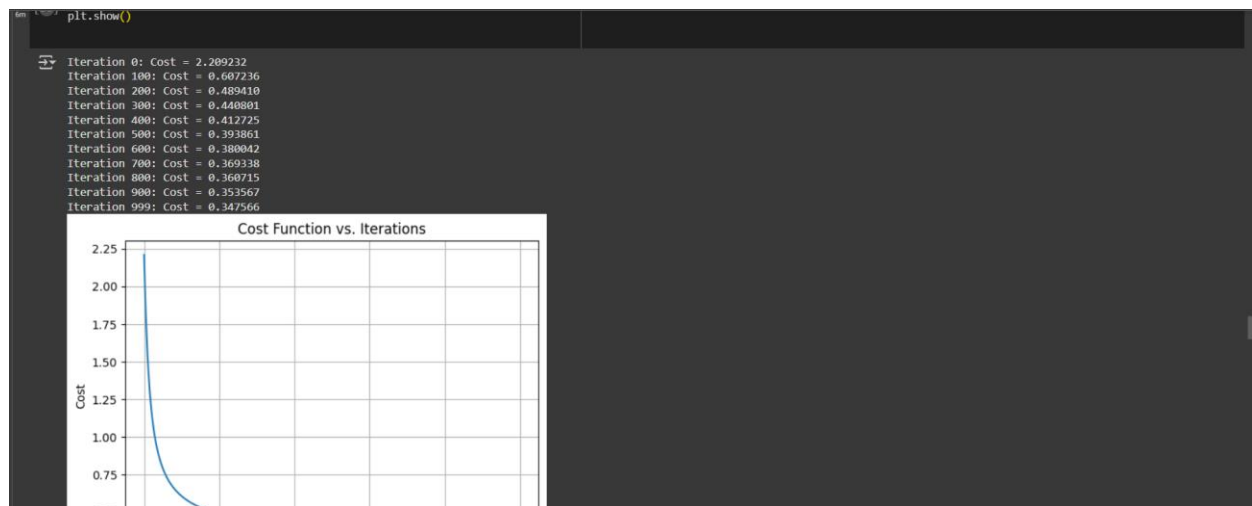 6m
plt.show()
Iteration 0: Cost = 2.209232
Iteration 100: Cost = 0.607236
Iteration 200: Cost = 0.489410
Iteration 300: Cost = 0.440801
Iteration 400: Cost = 0.412725
Iteration 500: Cost = 0.393861
Iteration 600: Cost = 0.380042
Iteration 700: Cost = 0.369338
Iteration 800: Cost = 0.360715
Iteration 900: Cost = 0.353567
Iteration 999: Cost = 0.347566
Cost Function vs. Iterations
2.25
2.00
1.75
1.50
1.25
Cost
1.00
0.75